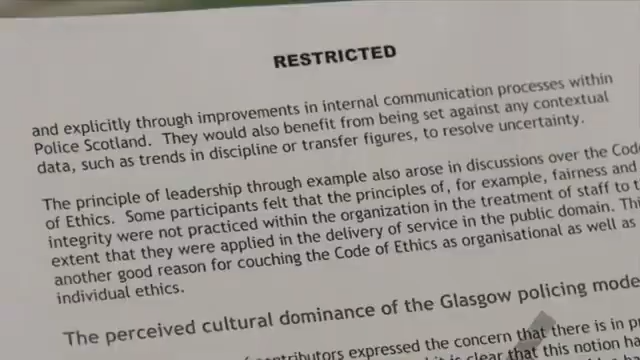 RESTRICTED
and explicitly through improvements in internal communication processes within
Police Scotland. They would also benefit from being set against any contextual
data, such as trends in discipline or transfer figures, to resolve uncertainty.
The principle of leadership through example also arose in discussions over the Code
of Ethics. Some participants felt that the principles of, for example, fairness and
integrity were not practiced within the organization in the treatment of staff to
extent that they were applied in the delivery of service in the public domain.
another good reason for couching the Code of Ethics as organisational as well as
individual ethics.
The perceived cultural dominance of the Glasgow policing
expressed the concern that there is in
is clear that this notion